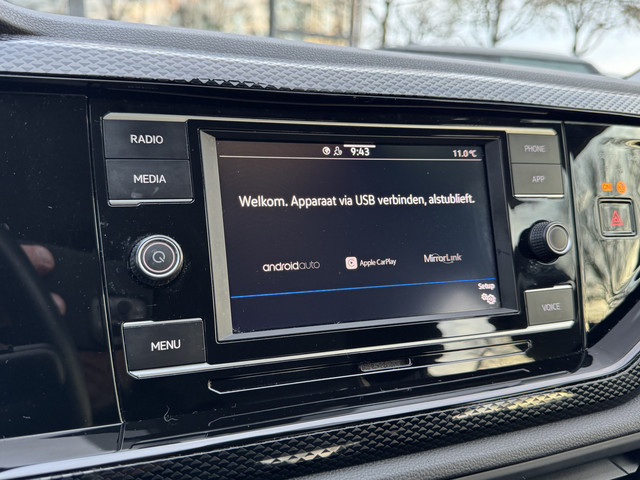 RADIO
MEDIA
MENU
9:43
11.0°C
Welkom. Apparaat via USB verbinden, alstublieft.
androidauto
Apple CarPlay
MirrorLink
Setup
PHONE
APP
VOICE